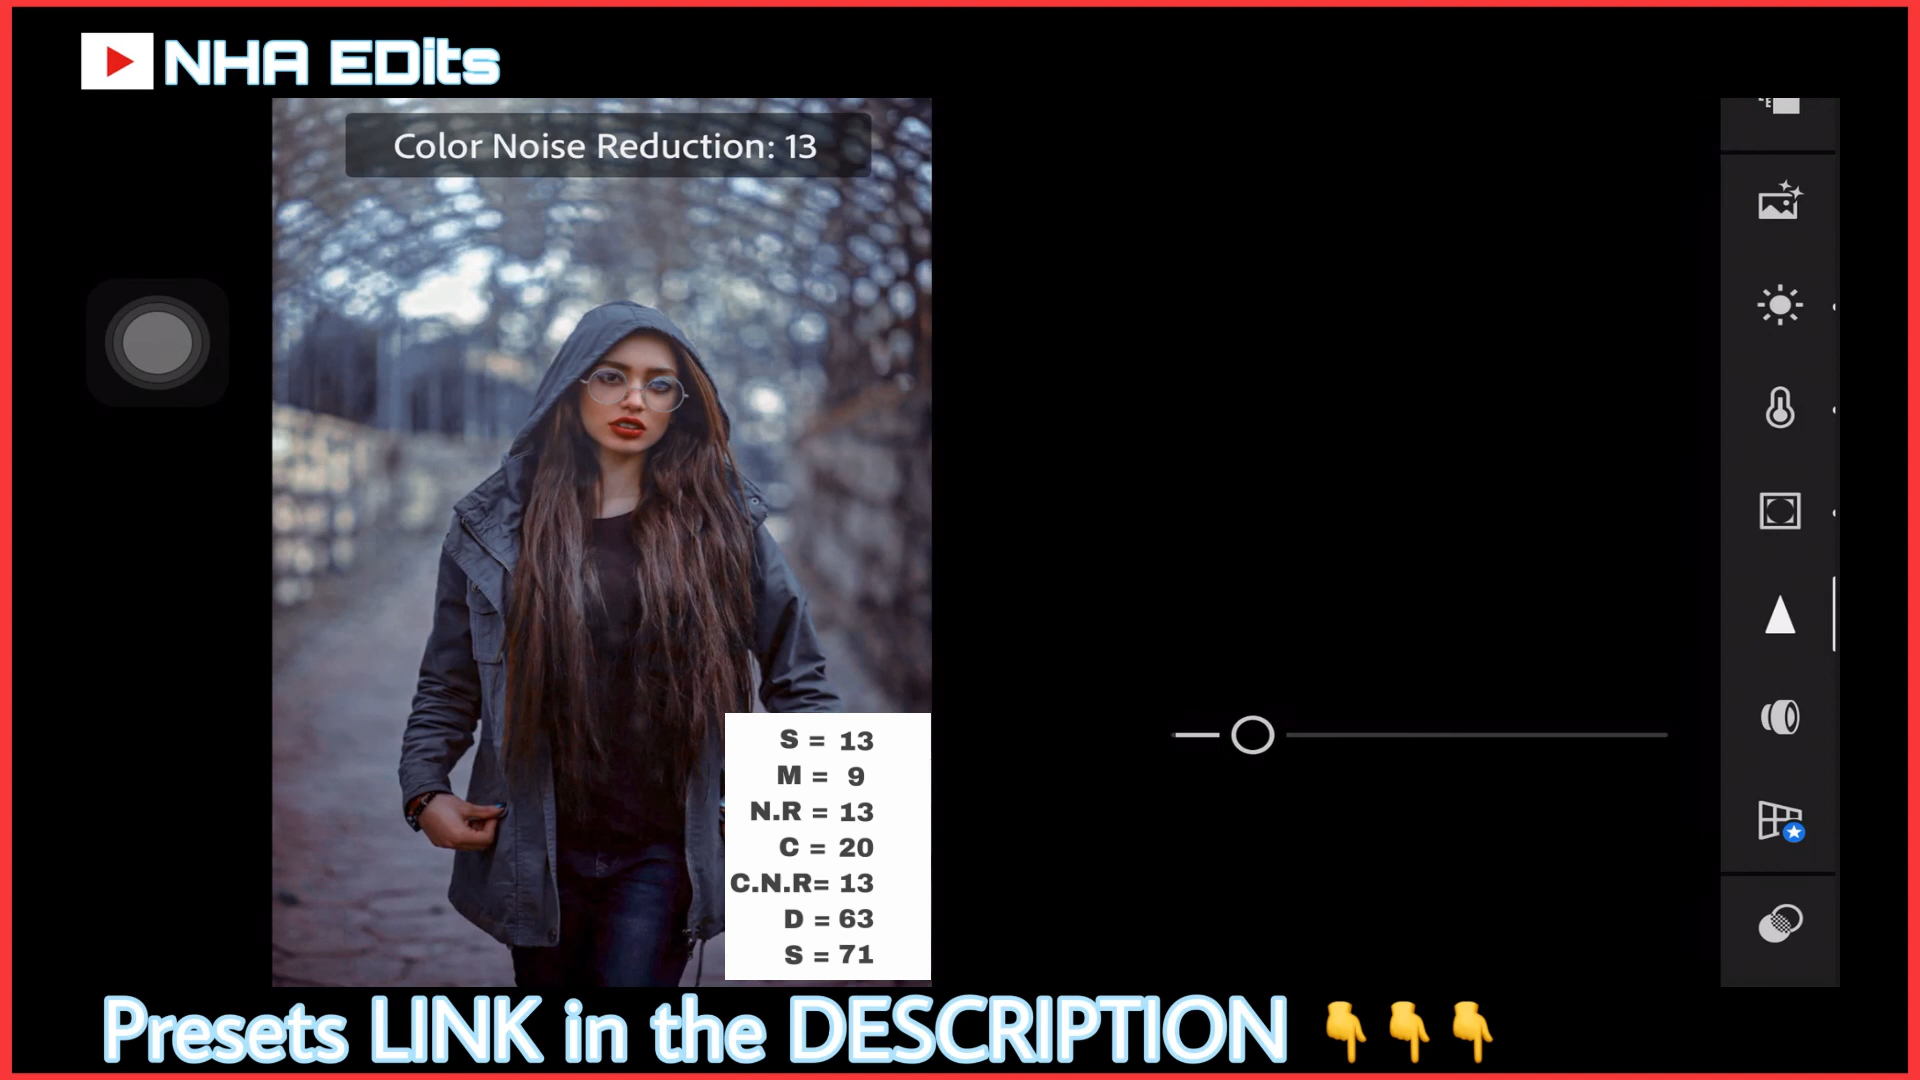 NHA EDits
Color Noise Reduction: 13
S = 13
M = 9
N.R = 13
C = 20
C.N.R= 13
D = 63
S = 71
Presets LINK in the DESCRIPTION 👇👇👇